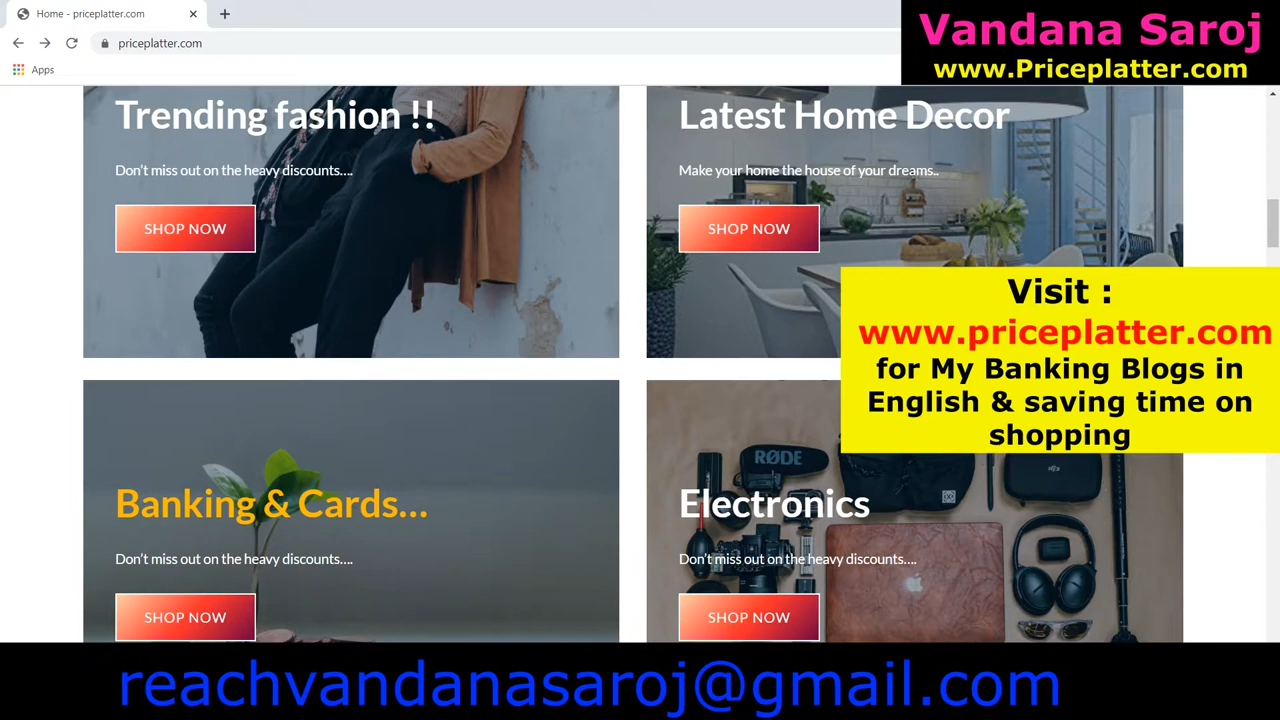 Home - priceplatter.com
priceplatter.com
Apps
Vandana Saroj
www.Priceplatter.com
Trending fashion !!
Don't miss out on the heavy discounts....
SHOP NOW
Latest Home Decor
Make your home the house of your dreams..
SHOP NOW
Visit :
www.priceplatter.com
for My Banking Blogs in
English & saving time on
shopping
Banking & Cards...
Don't miss out on the heavy discounts....
SHOP NOW
RØDE
dji
Electronics
Don't miss out on the heavy discounts....
SHOP NOW
reachvandanasaroj@gmail.com